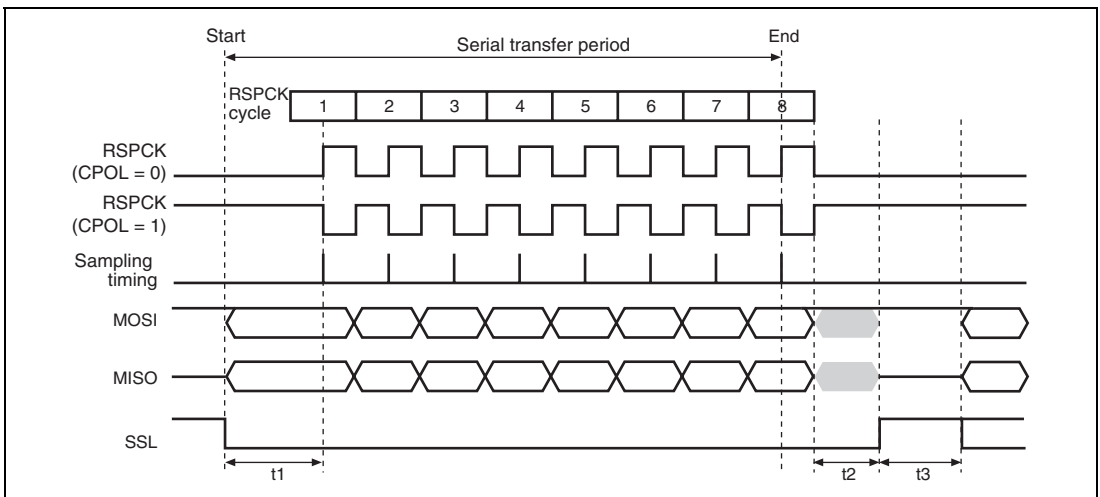 Start
End
Serial transfer period
RSPCK
cycle
1 2 3 4 5 6 7 8
RSPCK
(CPOL = 0)
RSPCK
(CPOL = 1)
Sampling
timing
MOSI
MISO
SSL
t1
t2
t3